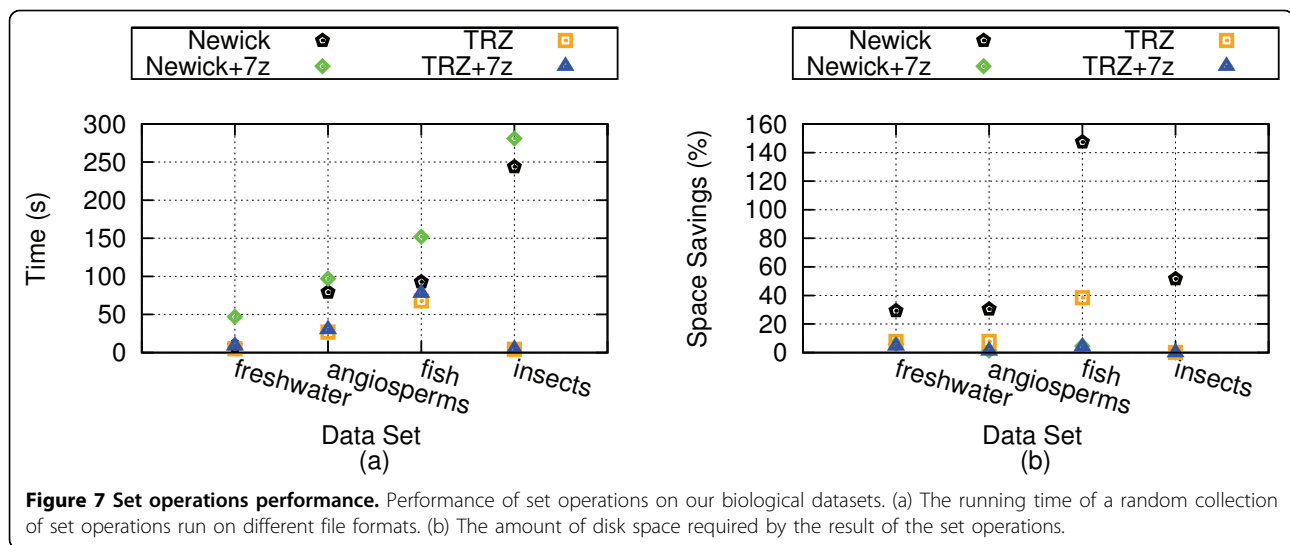 Newick TRZ
Newick+7z TRZ+7z
300
250
200
150
100
50
0
Time (s)
freshwater
angiosperms
fish
insects
Data Set
(a)
Newick TRZ
Newick+7z TRZ+7z
160
140
120
100
80
60
40
20
0
Space Savings (%)
freshwater
angiosperms
fish
insects
Data Set
(b)
Figure 7 Set operations performance. Performance of set operations on our biological datasets. (a) The running time of a random collection
of set operations run on different file formats. (b) The amount of disk space required by the result of the set operations.